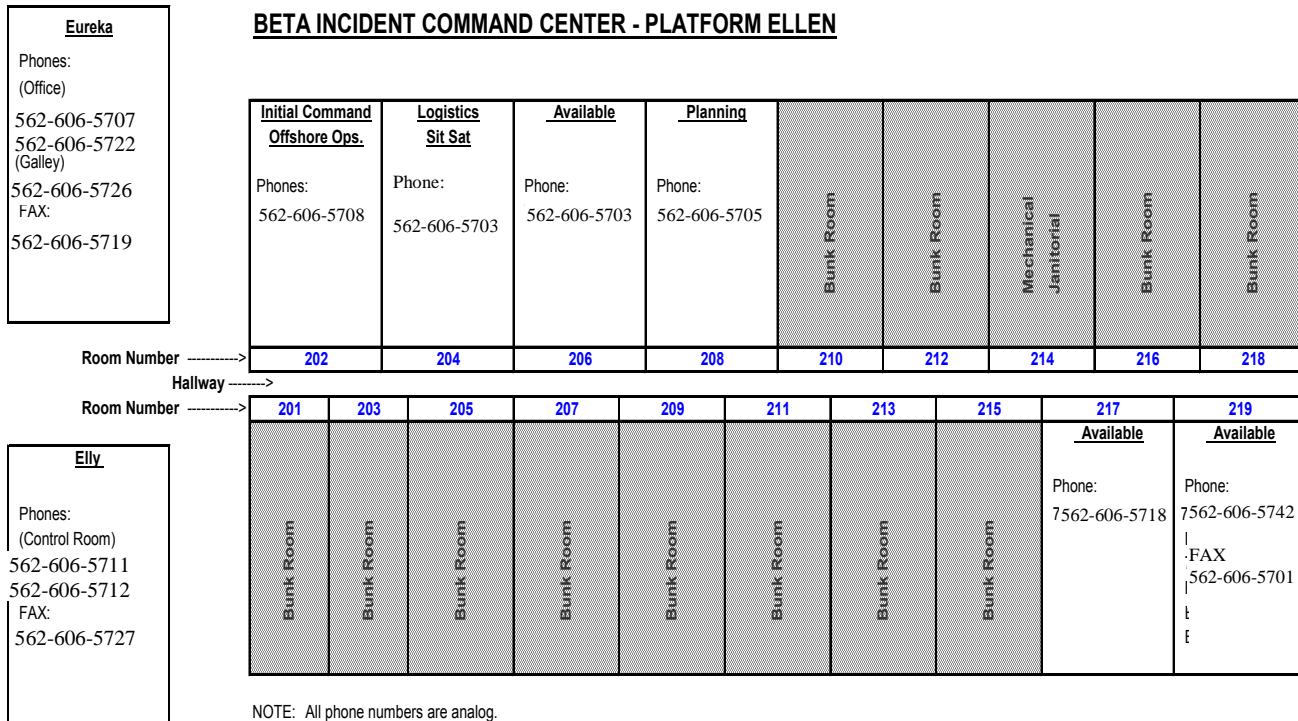 BETA INCIDENT COMMAND CENTER - PLATFORM ELLEN
Eureka
Phones:
(Office)
562-606-5707
562-606-5722
(Galley)
562-606-5726
FAX:
562-606-5719
Initial Command
Offshore Ops.
Phones:
562-606-5708
Logistics
Sit Sat
Phone:
562-606-5703
Available
Phone:
562-606-5703
Planning
Phone:
562-606-5705
Bunk Room
Bunk Room
Mechanical
Janitorial
Bunk Room
Bunk Room
Room Number ----------->
202 204 206 208 210 212 214 216 218
Hallway -------->
Room Number ----------->
201 203 205 207 209 211 213 215 217 219
Elly
Phones:
(Control Room)
562-606-5711
562-606-5712
FAX:
562-606-5727
Bunk Room
Bunk Room
Bunk Room
Bunk Room
Bunk Room
Bunk Room
Bunk Room
Bunk Room
Available
Phone:
7562-606-5718
Available
Phone:
7562-606-5742
FAX
562-606-5701
NOTE: All phone numbers are analog.